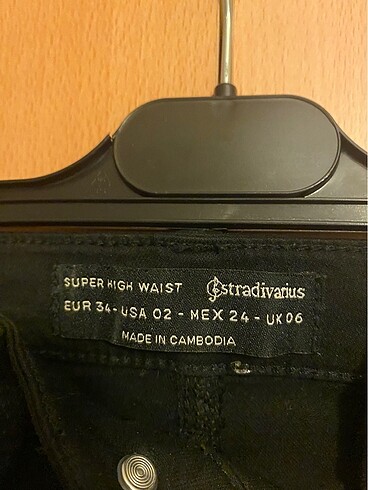 SUPER HIGH WAIST Stradivarius
EUR 34 - USA 02 - MEX 24 - UK 06
MADE IN CAMBODIA